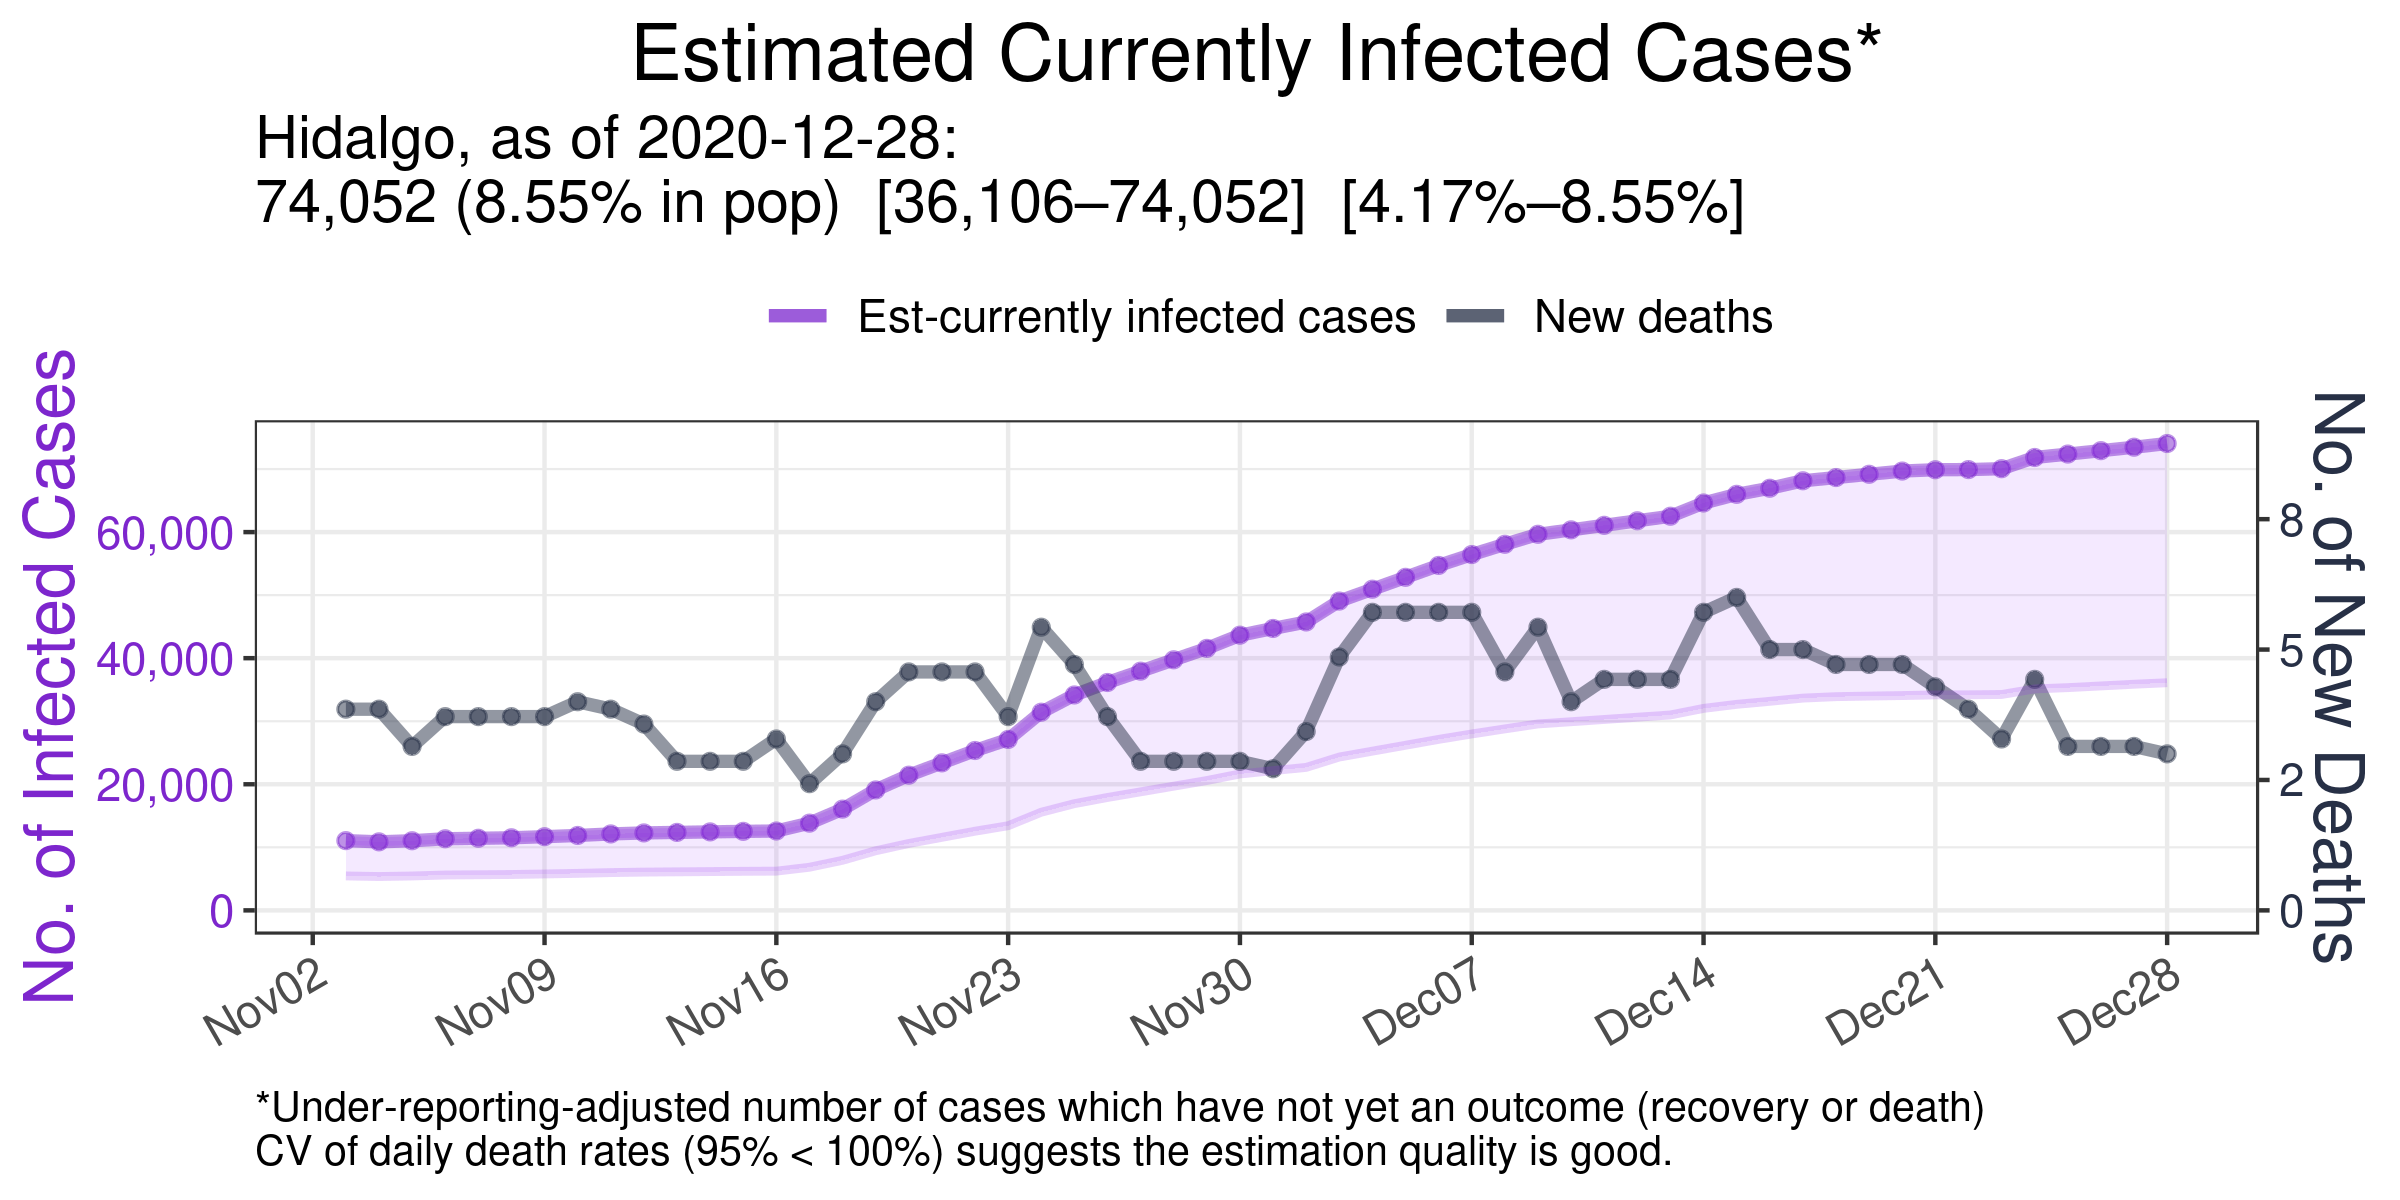 Estimated Currently Infected Cases*
Hidalgo, as of 2020-12-28:
74,052 (8.55% in pop)  [36,106–74,052]  [4.17%–8.55%]
Est-currently infected cases
New deaths
No. of Infected Cases
60,000
40,000
20,000
0
No. of New Deaths
8
5
2
0
Nov02
Nov09
Nov16
Nov23
Nov30
Dec07
Dec14
Dec21
Dec28
*Under-reporting-adjusted number of cases which have not yet an outcome (recovery or death)
CV of daily death rates (95% < 100%) suggests the estimation quality is good.